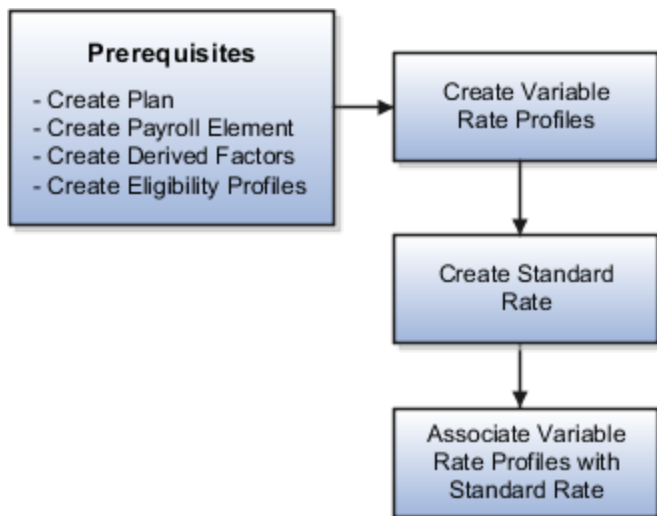 Prerequisites
- Create Plan
- Create Payroll Element
- Create Derived Factors
- Create Eligibility Profiles
Create Variable
Rate Profiles
Create Standard
Rate
Associate Variable
Rate Profiles with
Standard Rate